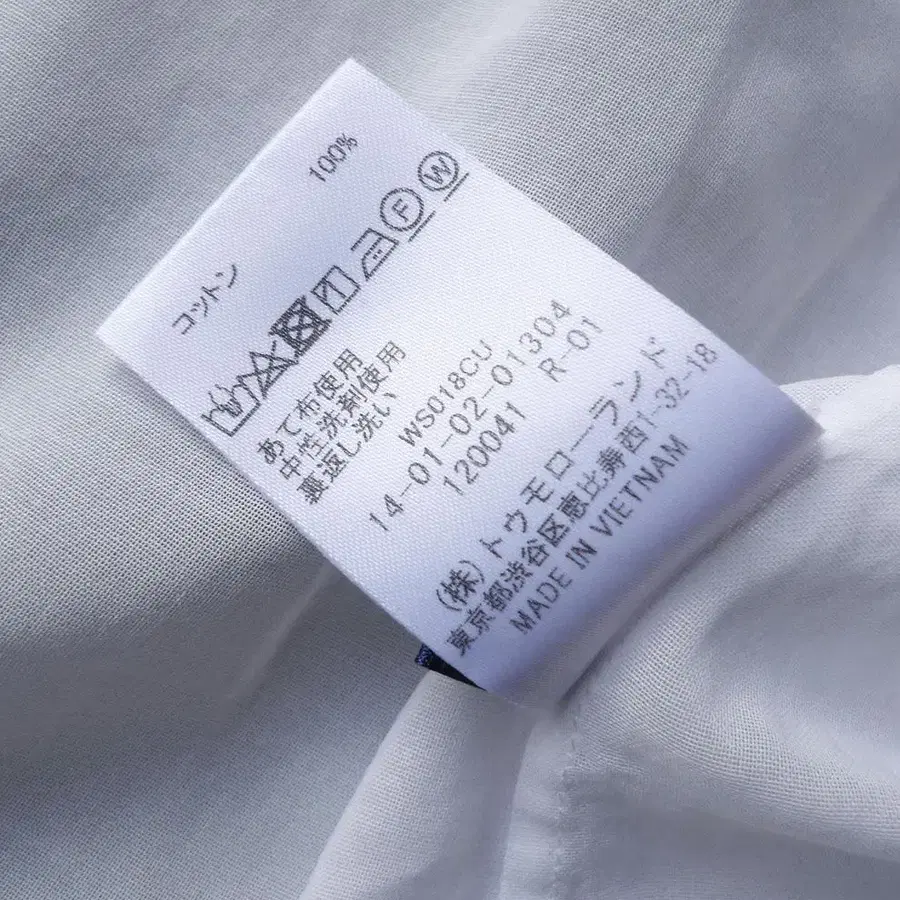 コットン 100%
F W
あて布使用
中性洗剤使用
裏返し洗い
WS018CU
14-01-02-01304
120041 R-01
(株)トゥモローランド
東京都渋谷区恵比寿西1-32-18
MADE IN VIETNAM